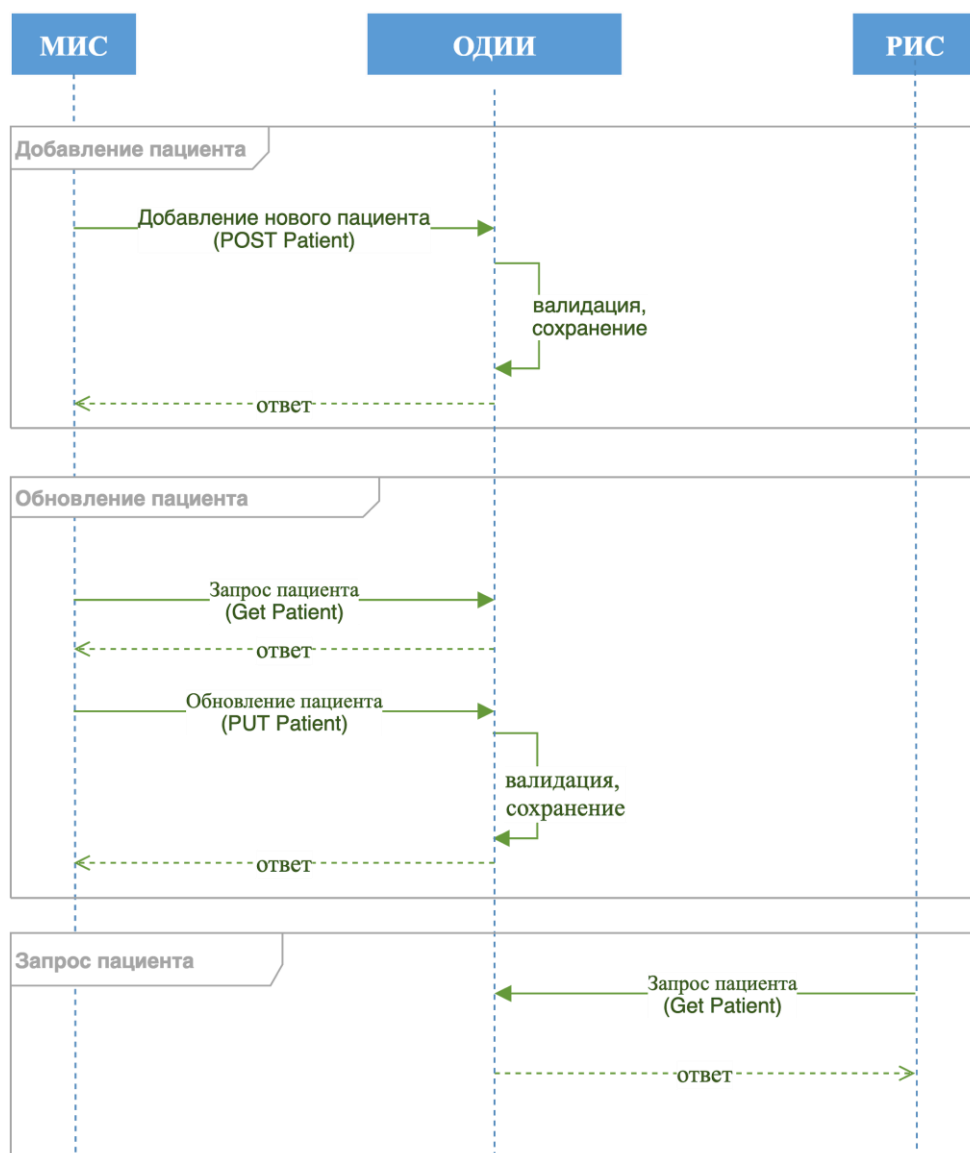 МИС
ОДИИ
РИС
Добавление пациента
Добавление нового пациента
(POST Patient)
валидация,
сохранение
ответ
Обновление пациента
Запрос пациента
(Get Patient)
ответ
Обновление пациента
(PUT Patient)
валидация,
сохранение
ответ
Запрос пациента
Запрос пациента
(Get Patient)
ответ